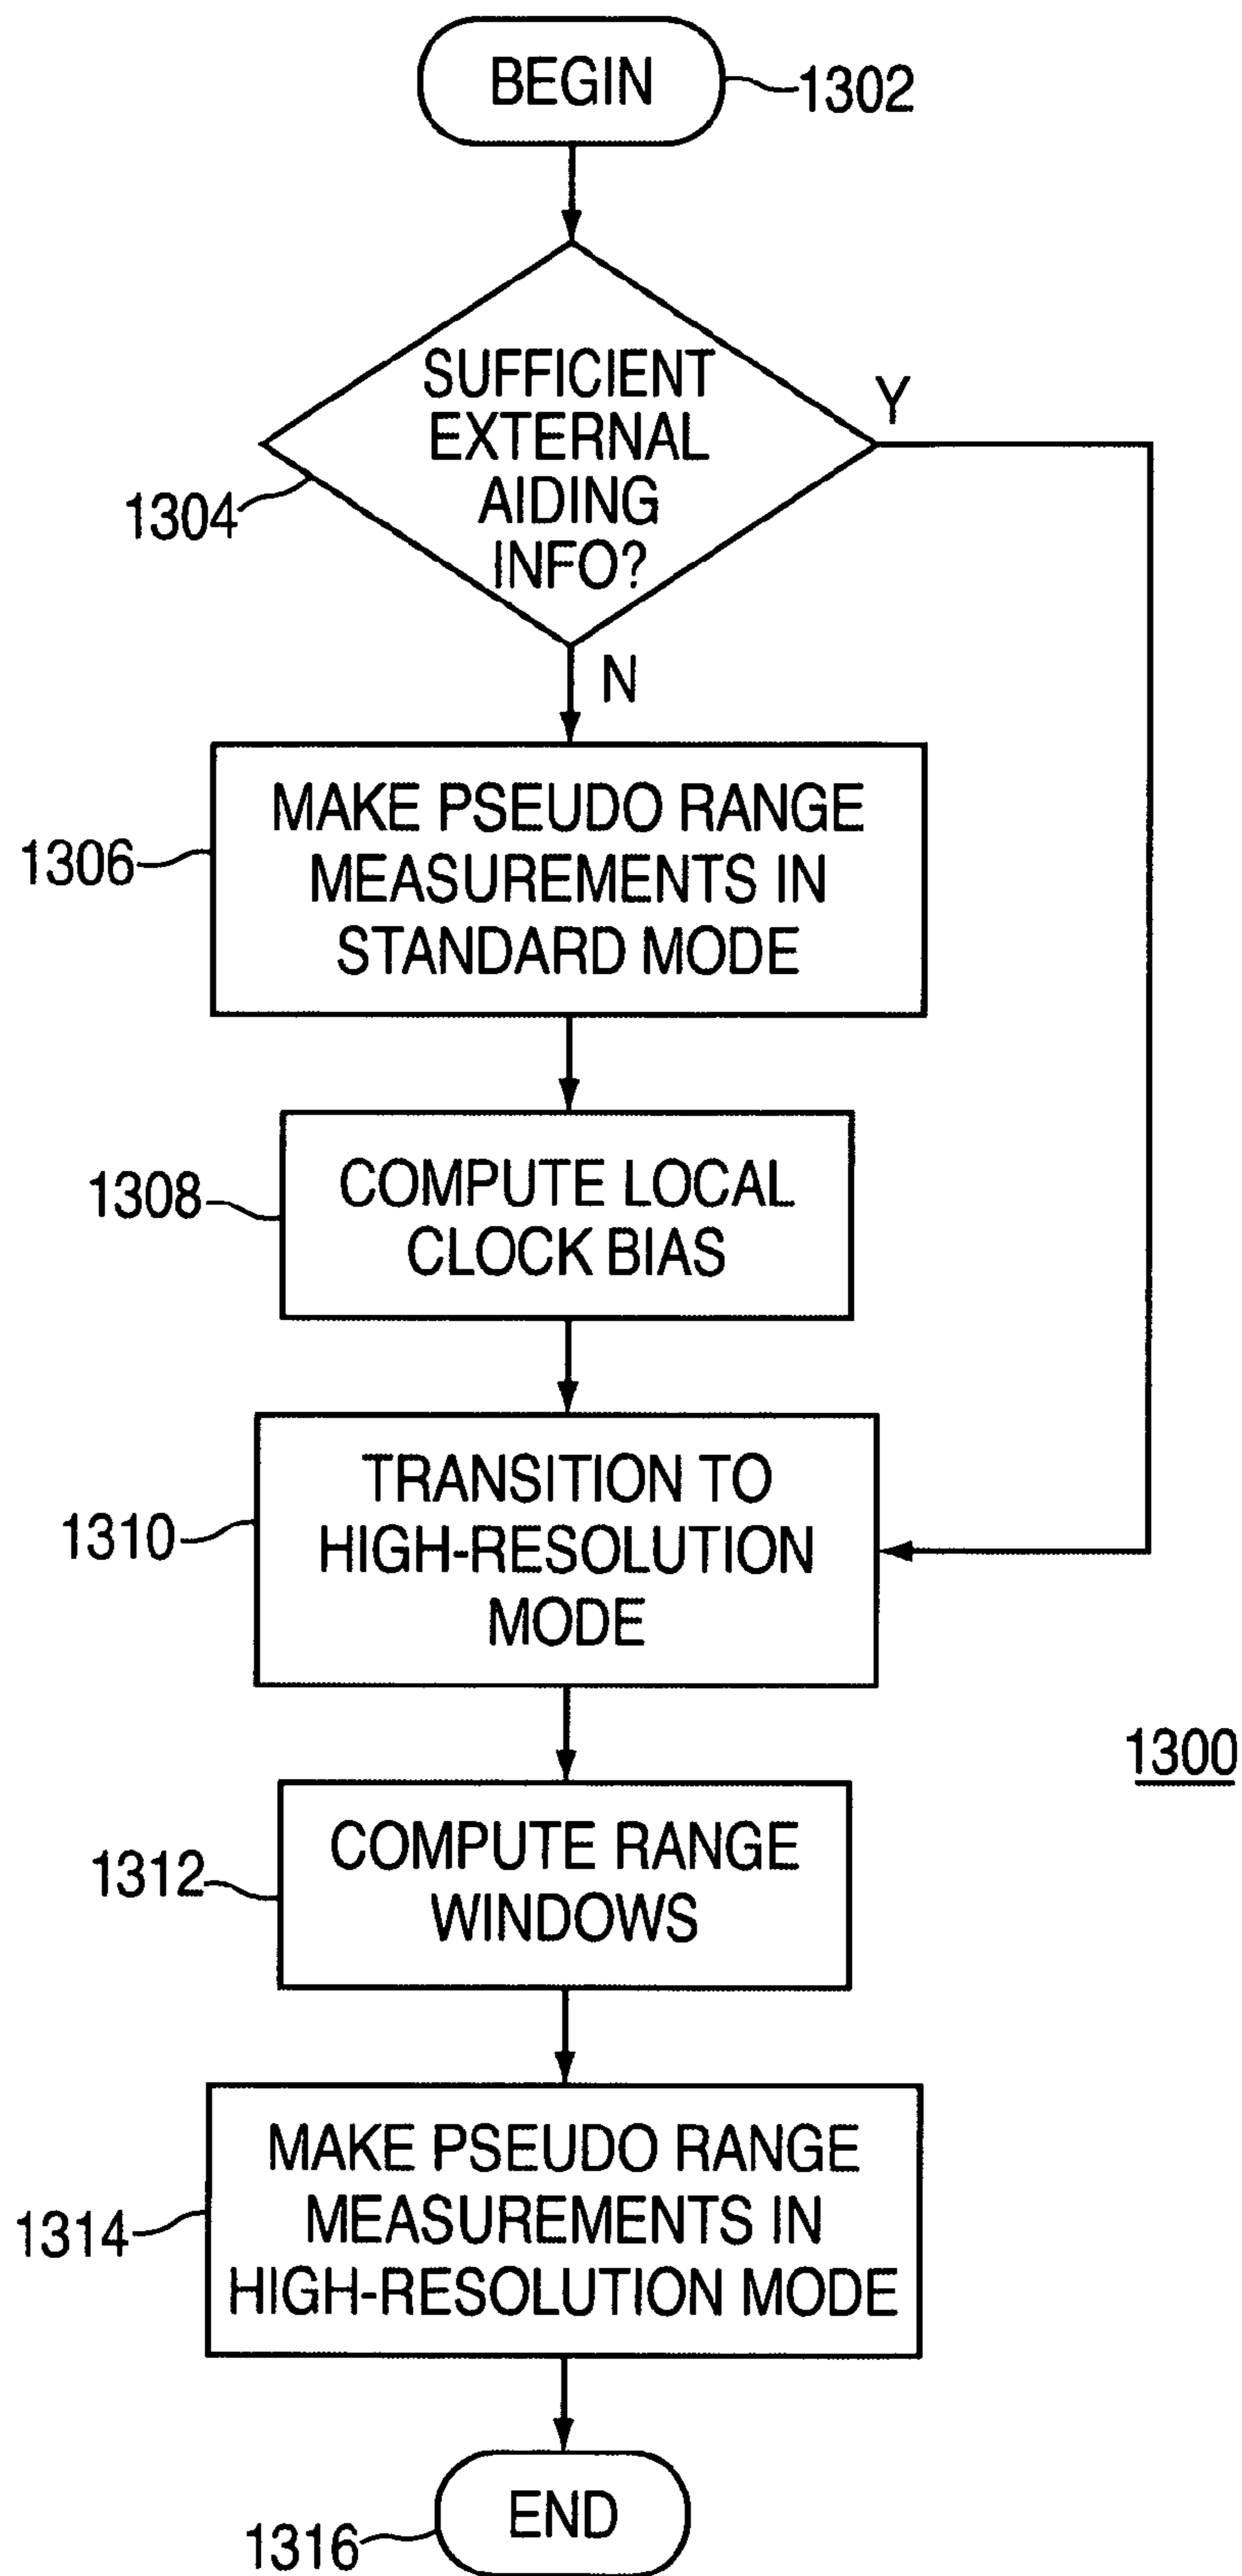 BEGIN
1302
SUFFICIENT
EXTERNAL
AIDING
INFO?
Y
1304
N
MAKE PSEUDO RANGE
MEASUREMENTS IN
STANDARD MODE
1306
COMPUTE LOCAL
CLOCK BIAS
1308
TRANSITION TO
HIGH-RESOLUTION
MODE
1310
1300
COMPUTE RANGE
WINDOWS
1312
MAKE PSEUDO RANGE
MEASUREMENTS IN
HIGH-RESOLUTION MODE
1314
END
1316